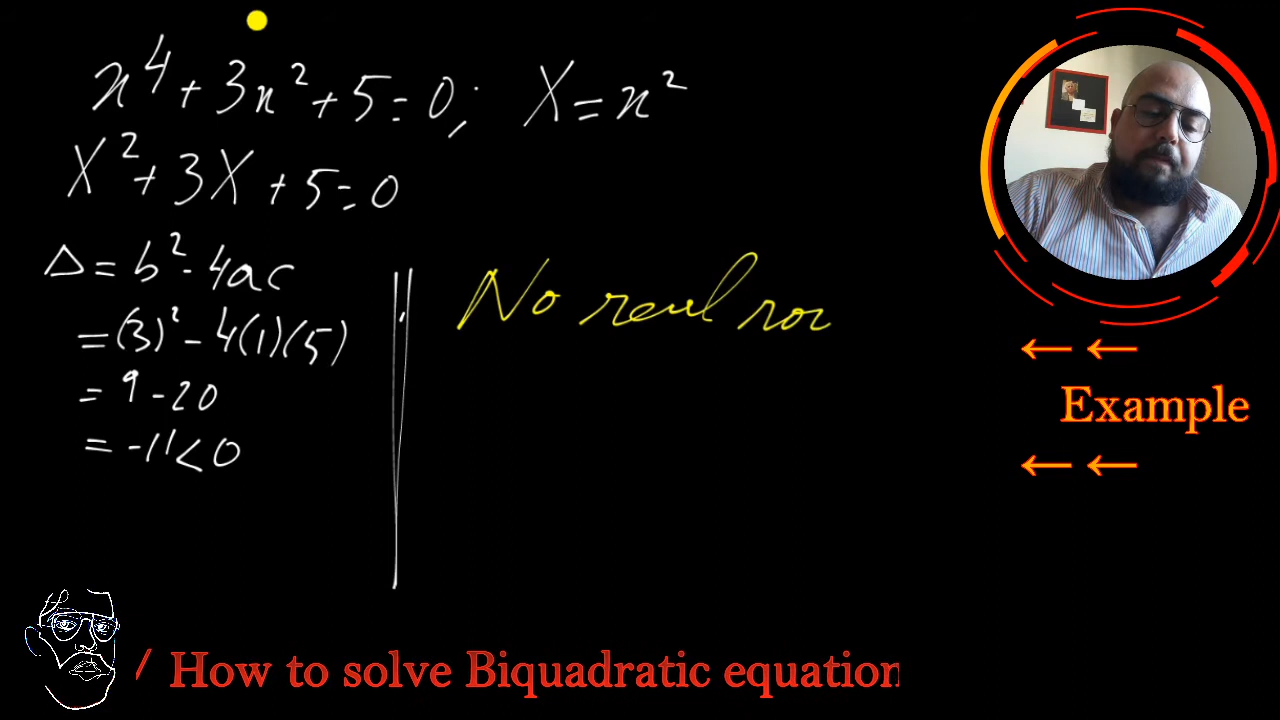 x⁴ + 3x² + 5 = 0; X = x²
X² + 3X + 5 = 0
Δ = b² - 4ac
= (3)² - 4(1)(5)
= 9 - 20
= -11 < 0
No real roo
← ←
Example
← ←
/ How to solve Biquadratic equation